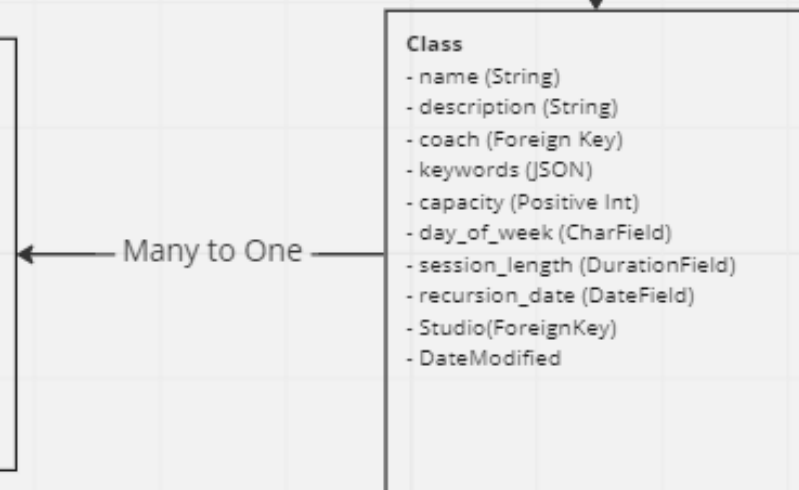 Class
- name (String)
- description (String)
- coach (Foreign Key)
- keywords (JSON)
- capacity (Positive Int)
- day_of_week (CharField)
- session_length (DurationField)
- recursion_date (DateField)
- Studio(ForeignKey)
- DateModified
Many to One